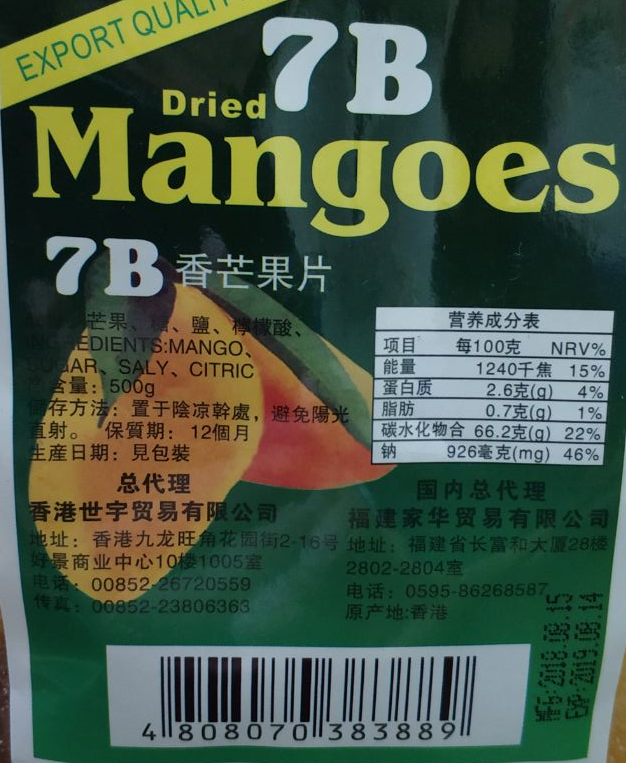 EXPORT QUALI
7B
Dried
Mangoes
7B 香芒果片
芒果、糖、鹽、檸檬酸、
INGREDIENTS:MANGO、
SUGAR、SALY、CITRIC
含量：500g
儲存方法：置于陰凉幹處，避免陽光
直射。 保質期：12個月
生産日期：見包裝
营养成分表
项目 每100克 NRV%
能量 1240千焦 15%
蛋白质 2.6克(g) 4%
脂肪 0.7克(g) 1%
碳水化物合 66.2克(g) 22%
钠 926毫克(mg) 46%
总代理
香港世宇贸易有限公司
地址：香港九龙旺角花园街2-16号
好景商业中心10楼1005室
电话：00852-26720559
传真：00852-23806363
国内总代理
福建家华贸易有限公司
地址：福建省长富和大厦28楼
2802-2804室
电话：0595-86268587
原产地:香港
MFG:2018.08.15
EXP:2019.08.14
4 808070 383889